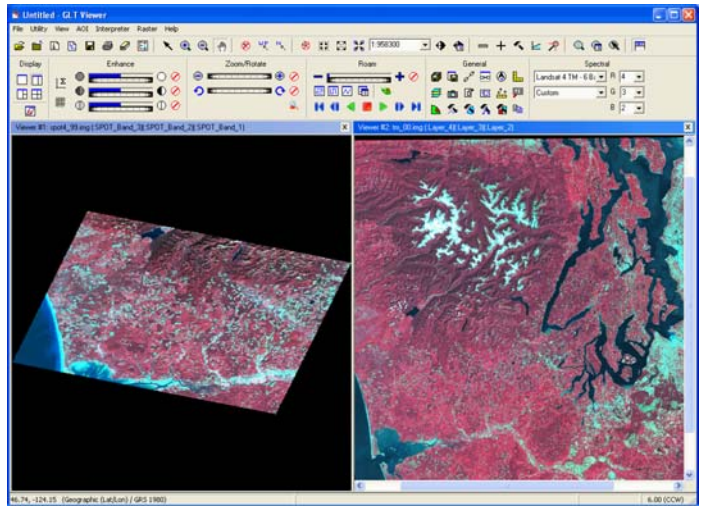 Untitled - GLT Viewer
File Utility View AOI Interpreter Raster Help
1:958300
Display Enhance Zoom/Rotate Roam General Spectral
Landsat 4 TM - 6 B R 4
Custom G 3
B 2
Viewer #1: spot4_99.img(:SPOT_Band_3)(:SPOT_Band_2)(:SPOT_Band_1)
Viewer #2: tm_00.img(:Layer_4)(:Layer_3)(:Layer_2)
46.74, -124.15 (Geographic (Lat/Lon) / GRS 1980)
6.00 (CCW)